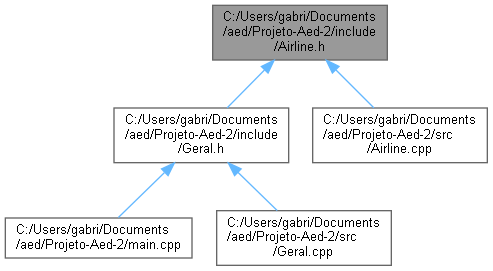 C:/Users/gabri/Documents
/aed/Projeto-Aed-2/include
/Airline.h
C:/Users/gabri/Documents
/aed/Projeto-Aed-2/include
/Geral.h
C:/Users/gabri/Documents
/aed/Projeto-Aed-2/src
/Airline.cpp
C:/Users/gabri/Documents
/aed/Projeto-Aed-2/main.cpp
C:/Users/gabri/Documents
/aed/Projeto-Aed-2/src
/Geral.cpp